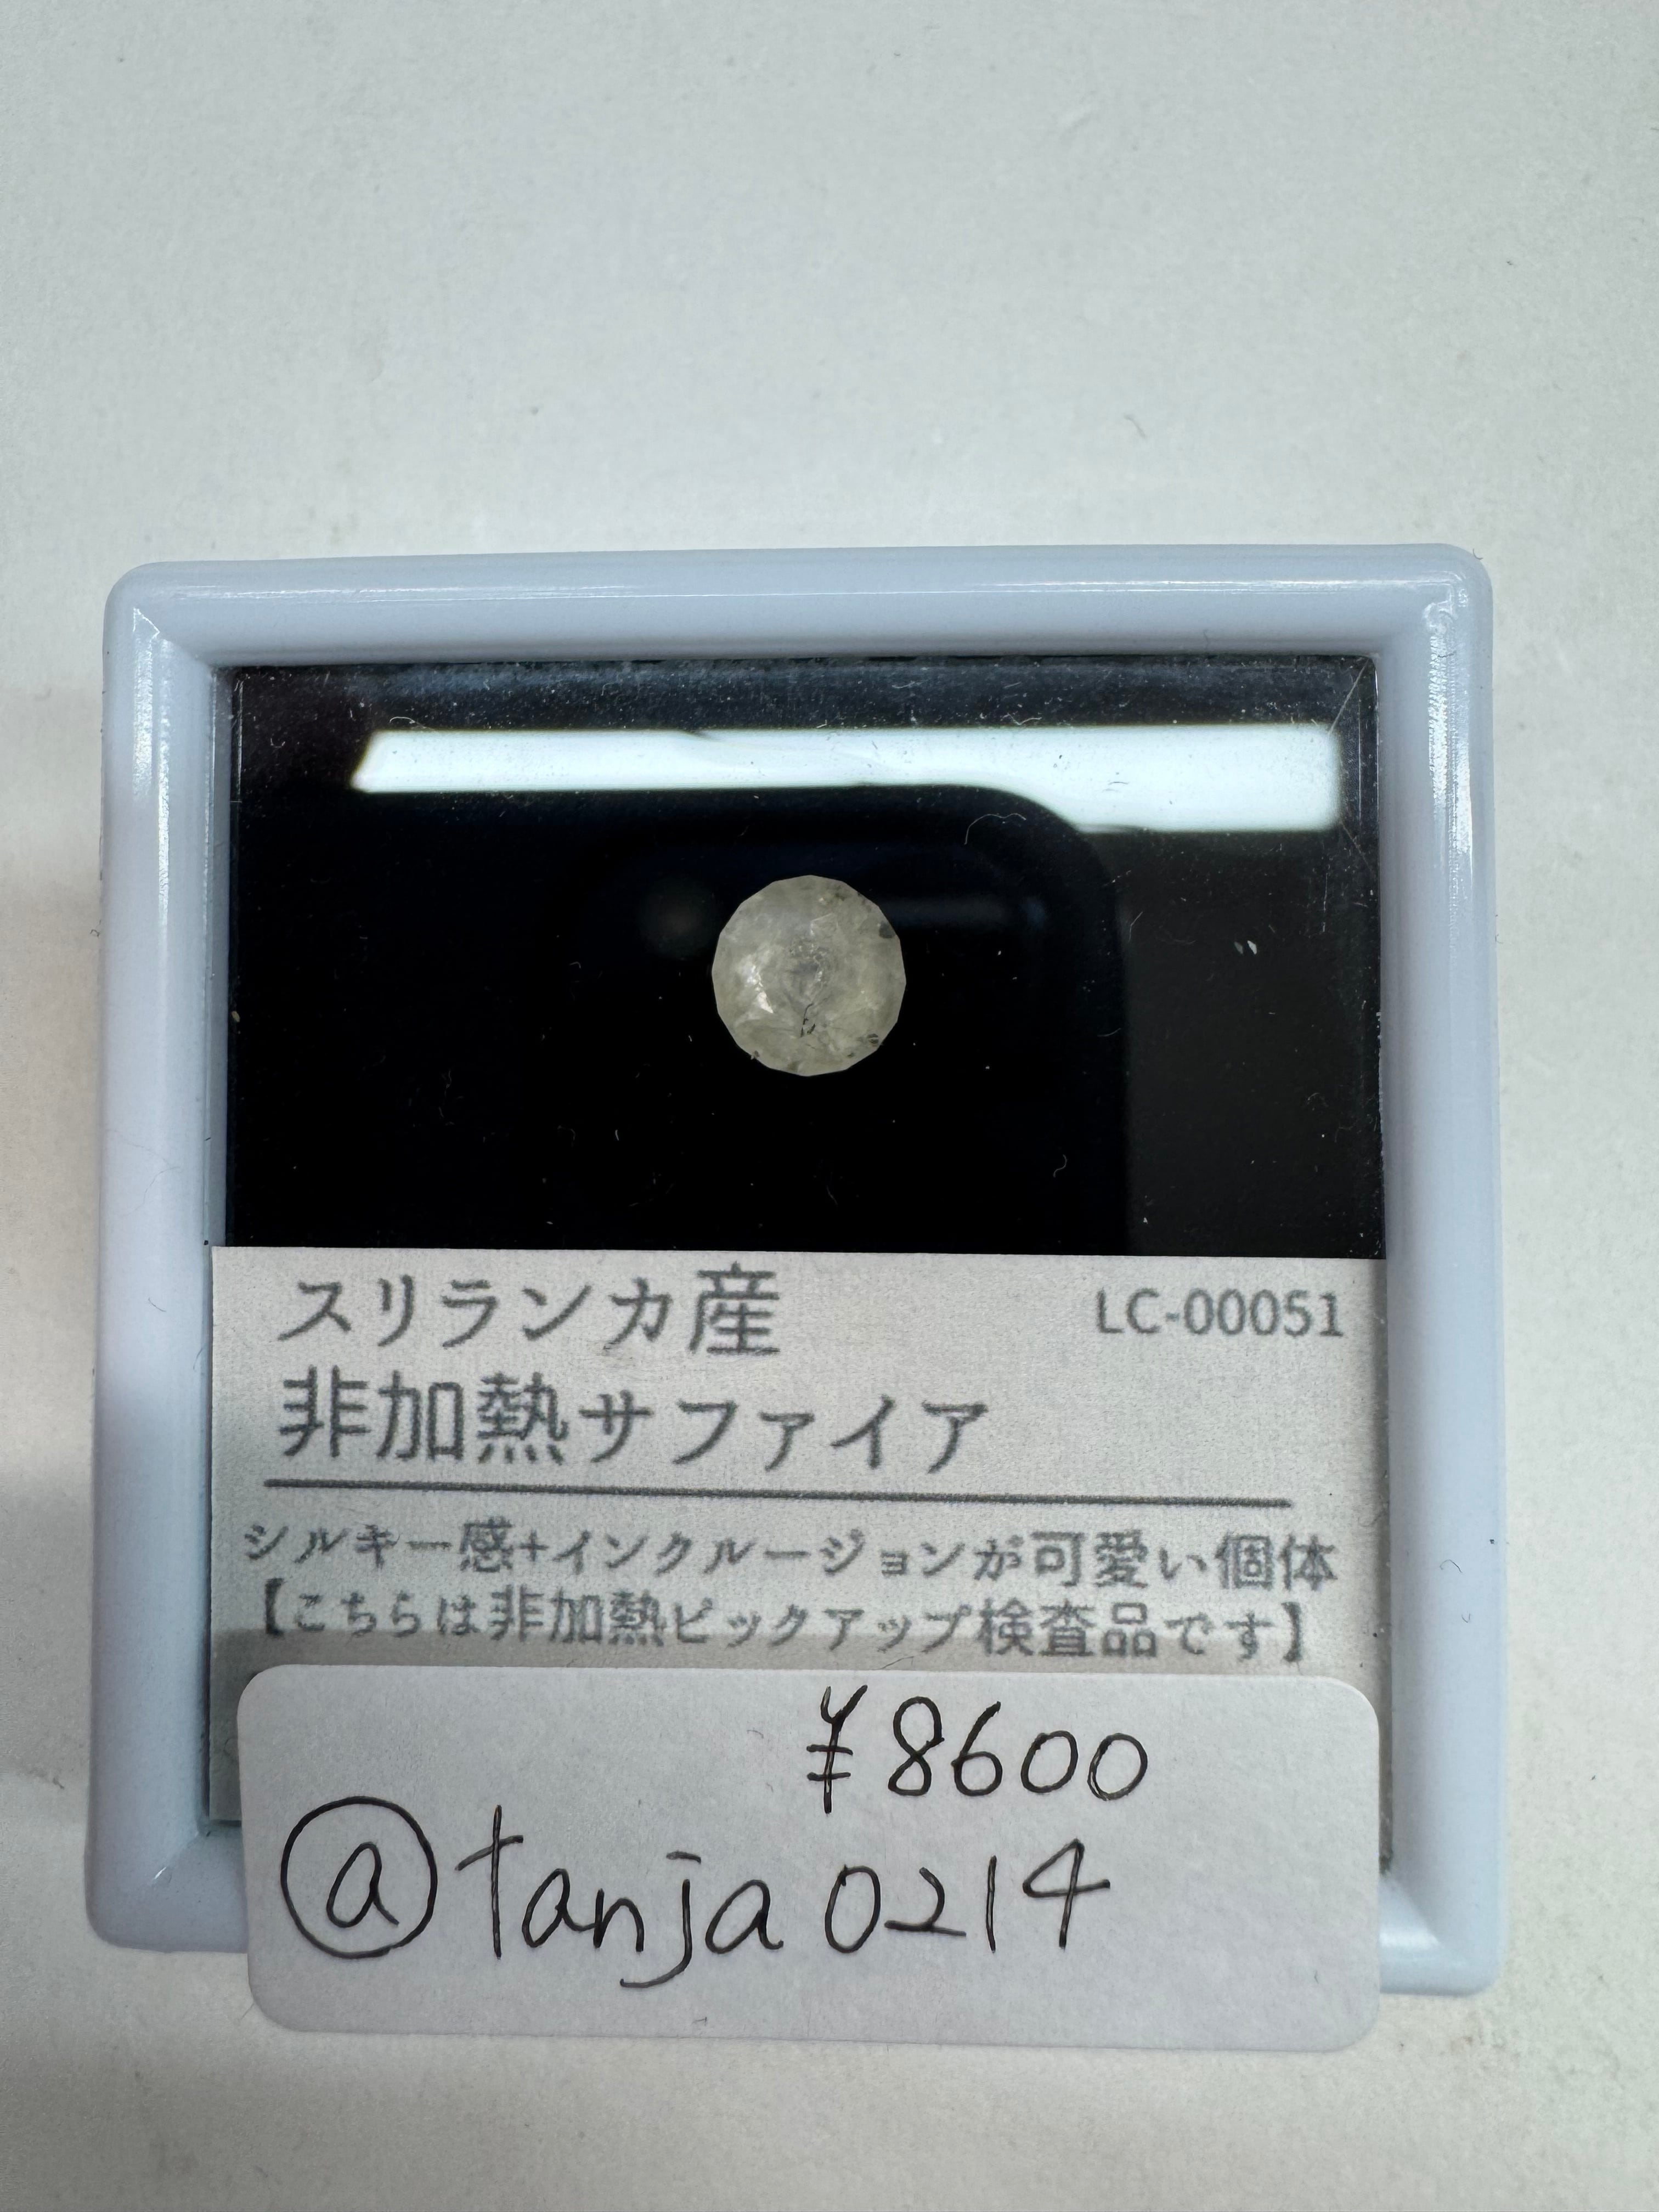 スリランカ産 LC-00051
非加熱サファイア
シルキー感+インクルージョンが可愛い個体
【こちらは非加熱ピックアップ検査品です】
¥8600
@tanja0214